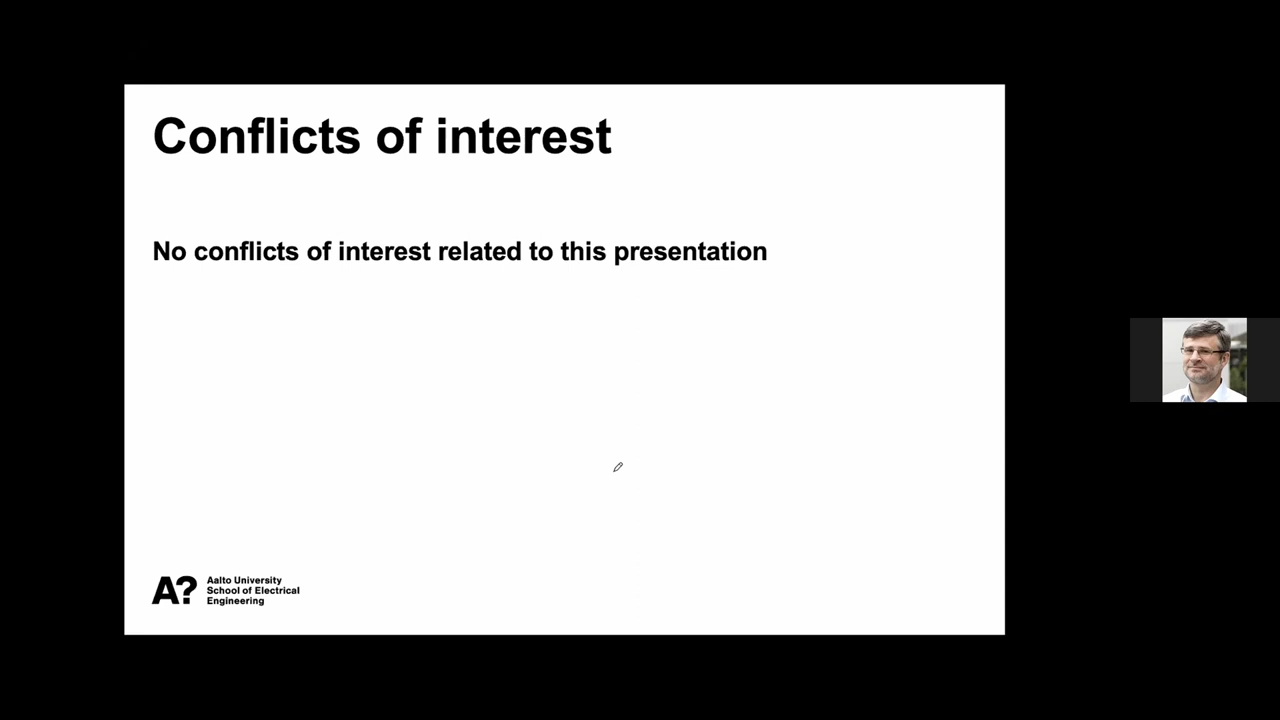 Conflicts of interest
No conflicts of interest related to this presentation
A?
Aalto University
School of Electrical
Engineering